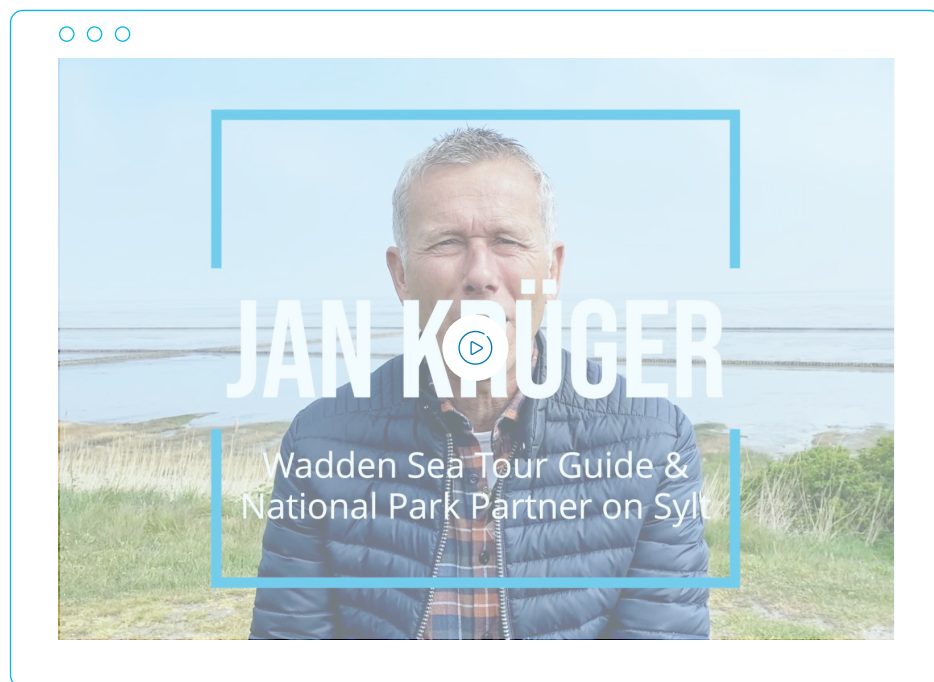 JAN KRÜGER
Wadden Sea Tour Guide &
National Park Partner on Sylt